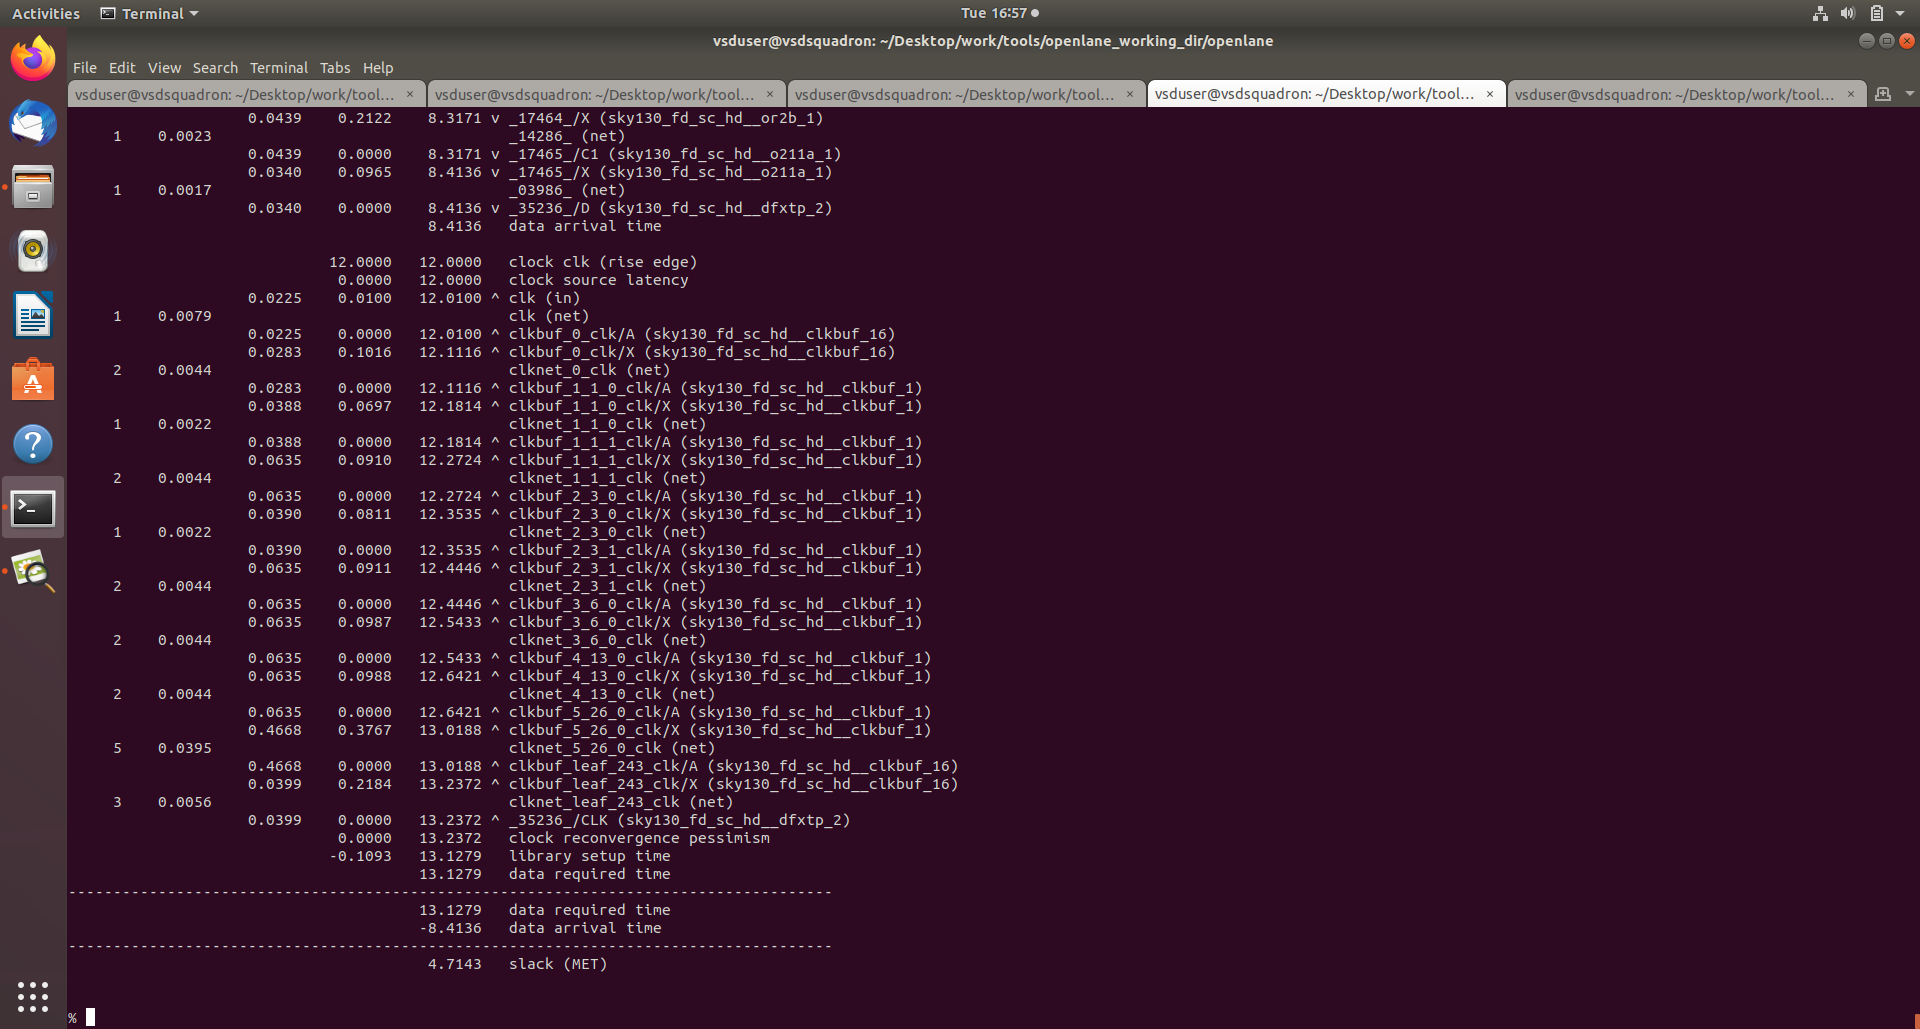 Activities Terminal Tue 16:57
vsduser@vsdsquadron: ~/Desktop/work/tools/openlane_working_dir/openlane
File Edit View Search Terminal Tabs Help
vsduser@vsdsquadron: ~/Desktop/work/tool... × vsduser@vsdsquadron: ~/Desktop/work/tool... × vsduser@vsdsquadron: ~/Desktop/work/tool... × vsduser@vsdsquadron: ~/Desktop/work/tool... × vsduser@vsdsquadron: ~/Desktop/work/tool... ×
0.0439 0.2122 8.3171 v _17464_/X (sky130_fd_sc_hd__or2b_1)
1 0.0023 _14286_ (net)
0.0439 0.0000 8.3171 v _17465_/C1 (sky130_fd_sc_hd__o211a_1)
0.0340 0.0965 8.4136 v _17465_/X (sky130_fd_sc_hd__o211a_1)
1 0.0017 _03986_ (net)
0.0340 0.0000 8.4136 v _35236_/D (sky130_fd_sc_hd__dfxtp_2)
8.4136 data arrival time
12.0000 12.0000 clock clk (rise edge)
0.0000 12.0000 clock source latency
0.0225 0.0100 12.0100 ^ clk (in)
1 0.0079 clk (net)
0.0225 0.0000 12.0100 ^ clkbuf_0_clk/A (sky130_fd_sc_hd__clkbuf_16)
0.0283 0.1016 12.1116 ^ clkbuf_0_clk/X (sky130_fd_sc_hd__clkbuf_16)
2 0.0044 clknet_0_clk (net)
0.0283 0.0000 12.1116 ^ clkbuf_1_1_0_clk/A (sky130_fd_sc_hd__clkbuf_1)
0.0388 0.0697 12.1814 ^ clkbuf_1_1_0_clk/X (sky130_fd_sc_hd__clkbuf_1)
1 0.0022 clknet_1_1_0_clk (net)
0.0388 0.0000 12.1814 ^ clkbuf_1_1_1_clk/A (sky130_fd_sc_hd__clkbuf_1)
0.0635 0.0910 12.2724 ^ clkbuf_1_1_1_clk/X (sky130_fd_sc_hd__clkbuf_1)
2 0.0044 clknet_1_1_1_clk (net)
0.0635 0.0000 12.2724 ^ clkbuf_2_3_0_clk/A (sky130_fd_sc_hd__clkbuf_1)
0.0390 0.0811 12.3535 ^ clkbuf_2_3_0_clk/X (sky130_fd_sc_hd__clkbuf_1)
1 0.0022 clknet_2_3_0_clk (net)
0.0390 0.0000 12.3535 ^ clkbuf_2_3_1_clk/A (sky130_fd_sc_hd__clkbuf_1)
0.0635 0.0911 12.4446 ^ clkbuf_2_3_1_clk/X (sky130_fd_sc_hd__clkbuf_1)
2 0.0044 clknet_2_3_1_clk (net)
0.0635 0.0000 12.4446 ^ clkbuf_3_6_0_clk/A (sky130_fd_sc_hd__clkbuf_1)
0.0635 0.0987 12.5433 ^ clkbuf_3_6_0_clk/X (sky130_fd_sc_hd__clkbuf_1)
2 0.0044 clknet_3_6_0_clk (net)
0.0635 0.0000 12.5433 ^ clkbuf_4_13_0_clk/A (sky130_fd_sc_hd__clkbuf_1)
0.0635 0.0988 12.6421 ^ clkbuf_4_13_0_clk/X (sky130_fd_sc_hd__clkbuf_1)
2 0.0044 clknet_4_13_0_clk (net)
0.0635 0.0000 12.6421 ^ clkbuf_5_26_0_clk/A (sky130_fd_sc_hd__clkbuf_1)
0.4668 0.3767 13.0188 ^ clkbuf_5_26_0_clk/X (sky130_fd_sc_hd__clkbuf_1)
5 0.0395 clknet_5_26_0_clk (net)
0.4668 0.0000 13.0188 ^ clkbuf_leaf_243_clk/A (sky130_fd_sc_hd__clkbuf_16)
0.0399 0.2184 13.2372 ^ clkbuf_leaf_243_clk/X (sky130_fd_sc_hd__clkbuf_16)
3 0.0056 clknet_leaf_243_clk (net)
0.0399 0.0000 13.2372 ^ _35236_/CLK (sky130_fd_sc_hd__dfxtp_2)
0.0000 13.2372 clock reconvergence pessimism
-0.1093 13.1279 library setup time
13.1279 data required time
-------------------------------------------------------------------------------------
13.1279 data required time
-8.4136 data arrival time
-------------------------------------------------------------------------------------
4.7143 slack (MET)
%